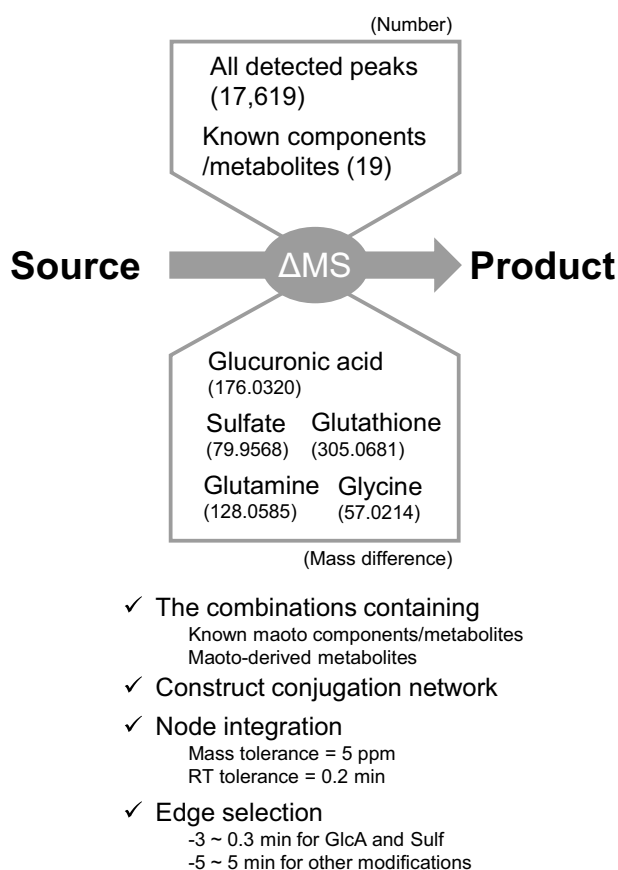 (Number)
All detected peaks
(17,619)
Known components
/metabolites (19)
Source
ΔMS
Product
Glucuronic acid
(176.0320)
Sulfate Glutathione
(79.9568) (305.0681)
Glutamine Glycine
(128.0585) (57.0214)
(Mass difference)
✓ The combinations containing
Known maoto components/metabolites
Maoto-derived metabolites
✓ Construct conjugation network
✓ Node integration
Mass tolerance = 5 ppm
RT tolerance = 0.2 min
✓ Edge selection
-3 ~ 0.3 min for GlcA and Sulf
-5 ~ 5 min for other modifications